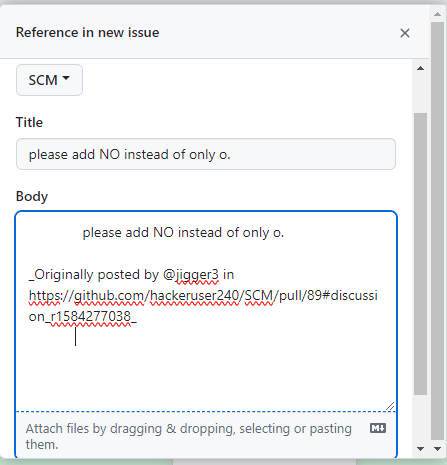 Reference in new issue
SCM
Title
please add NO instead of only o.
Body
please add NO instead of only o.
_Originally posted by @jigger3 in
https://github.com/hackeruser240/SCM/pull/89#discussi
on_r1584277038_
Attach files by dragging & dropping, selecting or pasting
them.